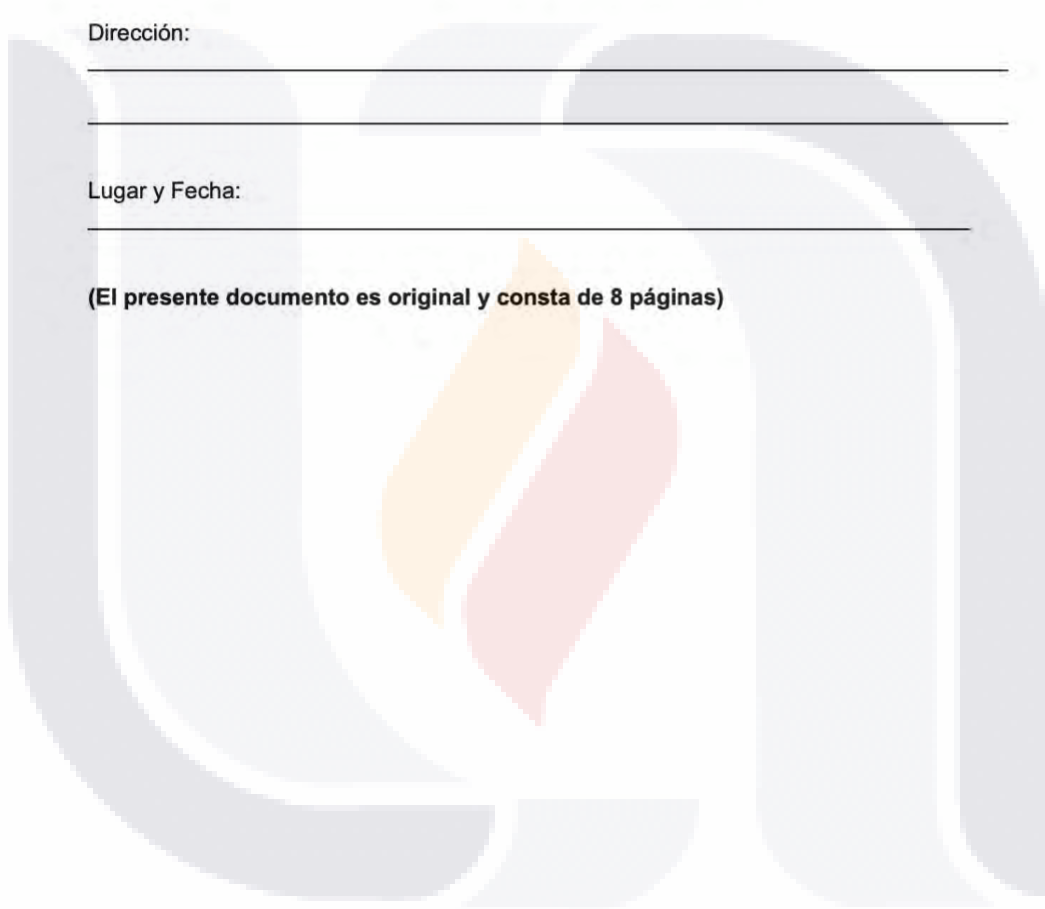 Dirección:
Lugar y Fecha:
(El presente documento es original y consta de 8 páginas)